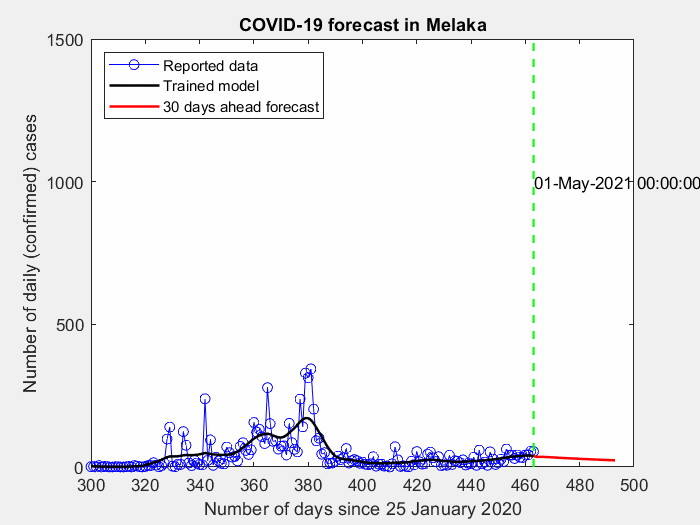 COVID-19 forecast in Melaka
1500
1000
500
0
Number of daily (confirmed) cases
Reported data
Trained model
30 days ahead forecast
01-May-2021 00:00:00
300 320 340 360 380 400 420 440 460 480 500
Number of days since 25 January 2020